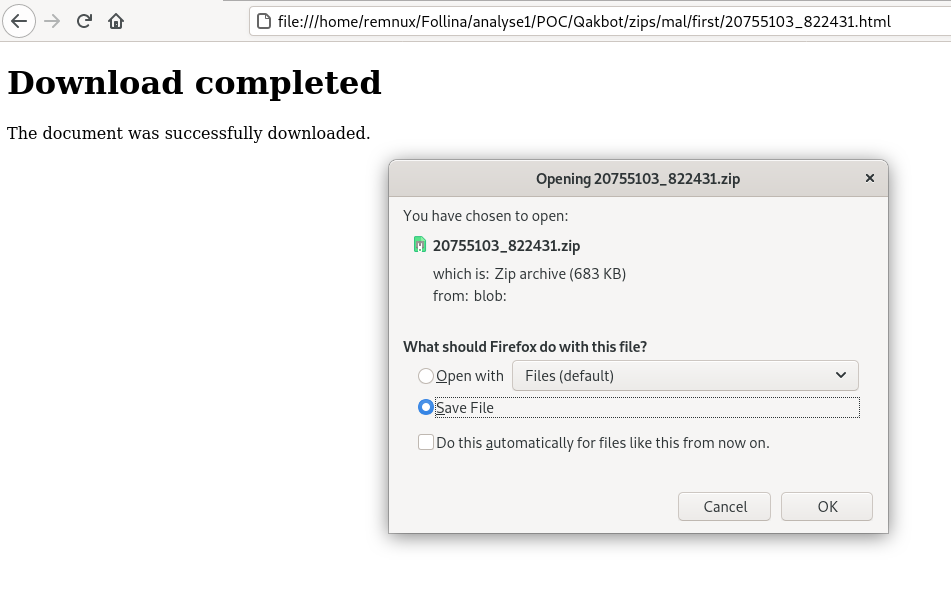 file:///home/remnux/Follina/analyse1/POC/Qakbot/zips/mal/first/20755103_822431.html
Download completed
The document was successfully downloaded.
Opening 20755103_822431.zip
You have chosen to open:
20755103_822431.zip
which is: Zip archive (683 KB)
from: blob:
What should Firefox do with this file?
Open with Files (default)
Save File
Do this automatically for files like this from now on.
Cancel OK